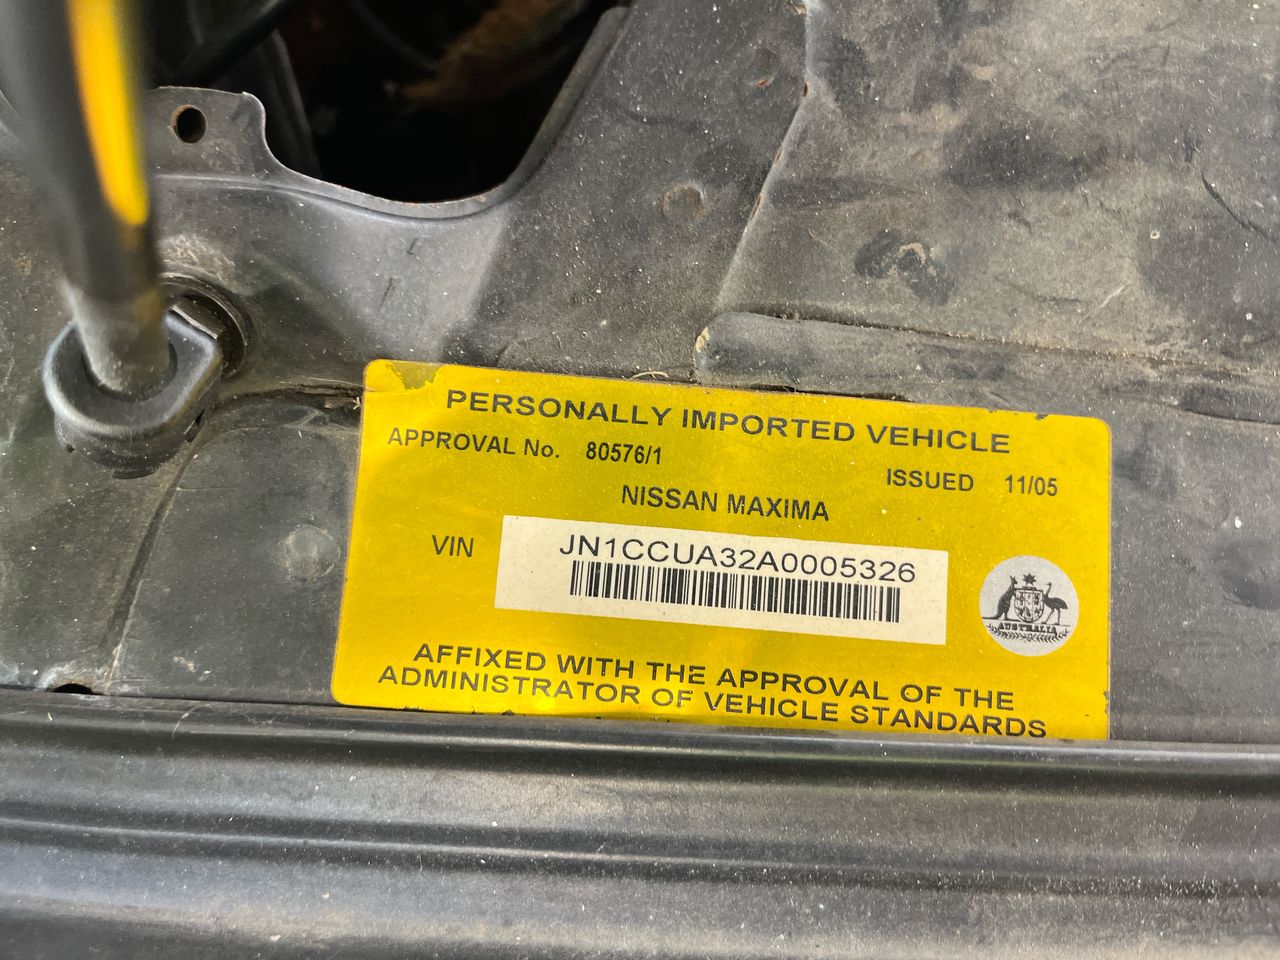 PERSONALLY IMPORTED VEHICLE
APPROVAL No. 80576/1
ISSUED 11/05
NISSAN MAXIMA
VIN JN1CCUA32A0005326
AUSTRALIA
AFFIXED WITH THE APPROVAL OF THE
ADMINISTRATOR OF VEHICLE STANDARDS